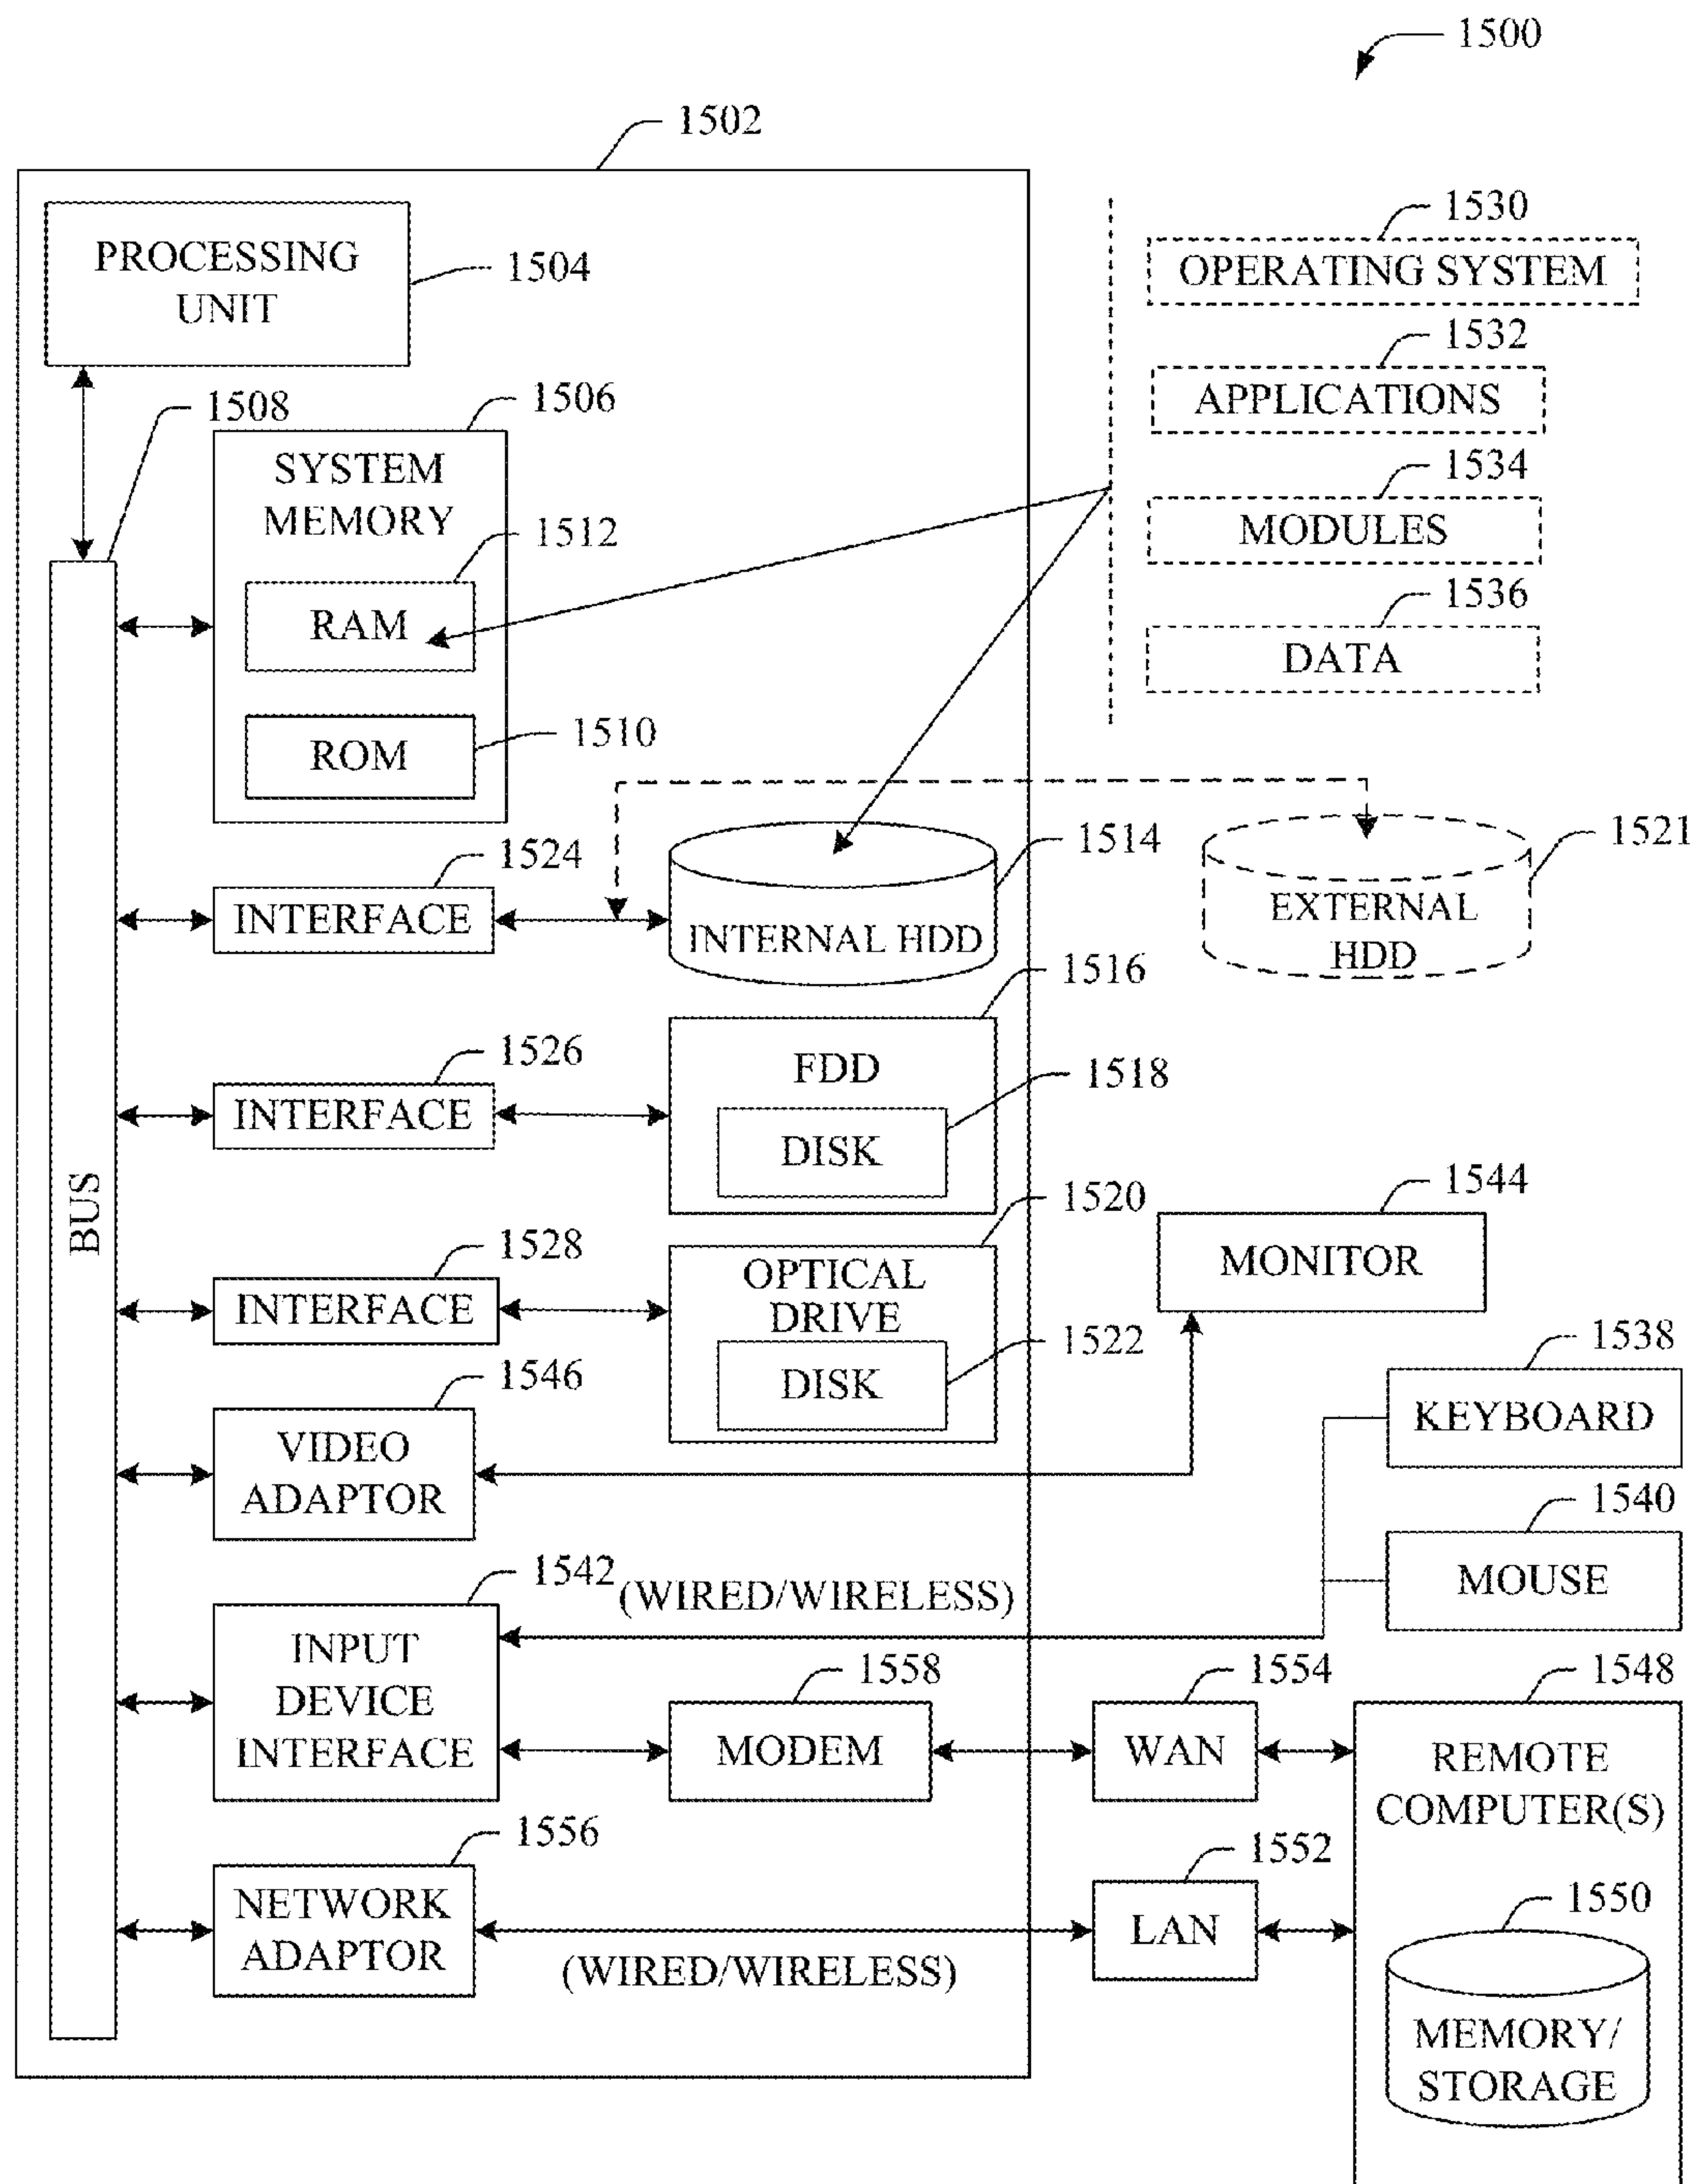 1500
1502
PROCESSING
UNIT
1504
1530
OPERATING SYSTEM
1532
APPLICATIONS
1534
MODULES
1536
DATA
1508
1506
SYSTEM
MEMORY
1512
RAM
1510
ROM
1524
INTERFACE
1514
INTERNAL HDD
1521
EXTERNAL
HDD
1516
FDD
1526
INTERFACE
1518
DISK
BUS
1520
OPTICAL
DRIVE
1528
INTERFACE
1522
DISK
1544
MONITOR
1546
VIDEO
ADAPTOR
1538
KEYBOARD
1540
MOUSE
1542
(WIRED/WIRELESS)
INPUT
DEVICE
INTERFACE
1558
MODEM
1554
WAN
1548
REMOTE
COMPUTER(S)
1556
NETWORK
ADAPTOR
(WIRED/WIRELESS)
1552
LAN
1550
MEMORY/
STORAGE